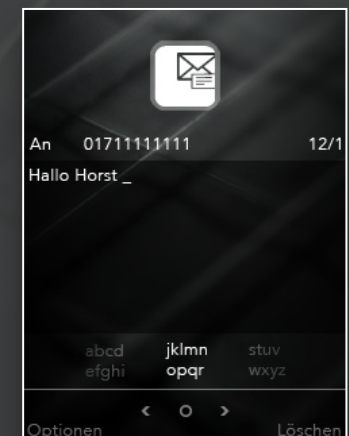 An 01711111111 12/1
Hallo Horst _
abcd jklmn stuv
efghi opqr wxyz
< O >
Optionen Löschen